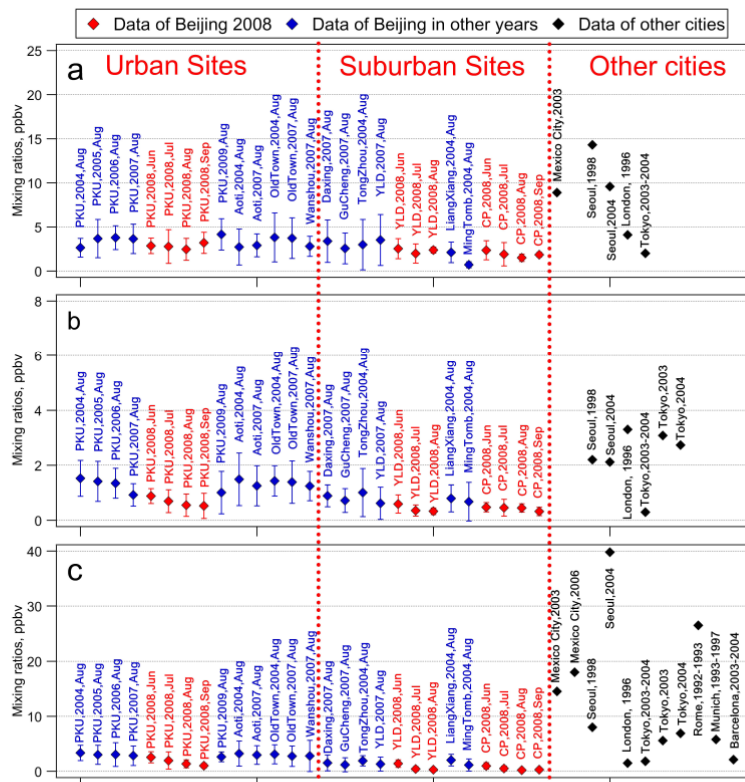 Data of Beijing 2008
Data of Beijing in other years
Data of other cities
a
Urban Sites
Suburban Sites
Other cities
Mixing ratios, ppbv
25
20
15
10
5
0
PKU,2004,Aug
PKU,2005,Aug
PKU,2006,Aug
PKU,2007,Aug
PKU,2008,Jun
PKU,2008,Jul
PKU,2008,Aug
PKU,2008,Sep
PKU,2009,Aug
Aoti,2004,Aug
Aoti,2007,Aug
OldTown,2004,Aug
OldTown,2007,Aug
Wanshou,2007,Aug
Daxing,2007,Aug
GuCheng,2007,Aug
TongZhou,2004,Aug
YLD,2007,Aug
YLD,2008,Jun
YLD,2008,Jul
YLD,2008,Aug
LiangXiang,2004,Aug
MingTomb,2004,Aug
CP,2008,Jun
CP,2008,Jul
CP,2008,Aug
CP,2008,Sep
Mexico City,2003
Seoul,1998
Seoul,2004
London, 1996
Tokyo,2003-2004
b
Mixing ratios, ppbv
8
6
4
2
0
PKU,2004,Aug
PKU,2005,Aug
PKU,2006,Aug
PKU,2007,Aug
PKU,2008,Jun
PKU,2008,Jul
PKU,2008,Aug
PKU,2008,Sep
PKU,2009,Aug
Aoti,2004,Aug
Aoti,2007,Aug
OldTown,2004,Aug
OldTown,2007,Aug
Wanshou,2007,Aug
Daxing,2007,Aug
GuCheng,2007,Aug
TongZhou,2004,Aug
YLD,2007,Aug
YLD,2008,Jun
YLD,2008,Jul
YLD,2008,Aug
LiangXiang,2004,Aug
MingTomb,2004,Aug
CP,2008,Jun
CP,2008,Jul
CP,2008,Aug
CP,2008,Sep
Seoul,1998
Seoul,2004
London, 1996
Tokyo,2003-2004
Tokyo,2003
Tokyo,2004
c
Mixing ratios, ppbv
40
30
20
10
0
PKU,2004,Aug
PKU,2005,Aug
PKU,2006,Aug
PKU,2007,Aug
PKU,2008,Jun
PKU,2008,Jul
PKU,2008,Aug
PKU,2008,Sep
PKU,2009,Aug
Aoti,2004,Aug
Aoti,2007,Aug
OldTown,2004,Aug
OldTown,2007,Aug
Wanshou,2007,Aug
Daxing,2007,Aug
GuCheng,2007,Aug
TongZhou,2004,Aug
YLD,2007,Aug
YLD,2008,Jun
YLD,2008,Jul
YLD,2008,Aug
LiangXiang,2004,Aug
MingTomb,2004,Aug
CP,2008,Jun
CP,2008,Jul
CP,2008,Aug
CP,2008,Sep
Mexico City,2003
Mexico City,2006
Seoul,1998
Seoul,2004
London, 1996
Tokyo,2003-2004
Tokyo,2003
Tokyo,2004
Rome,1992-1993
Munich,1993-1997
Barcelona,2003-2004